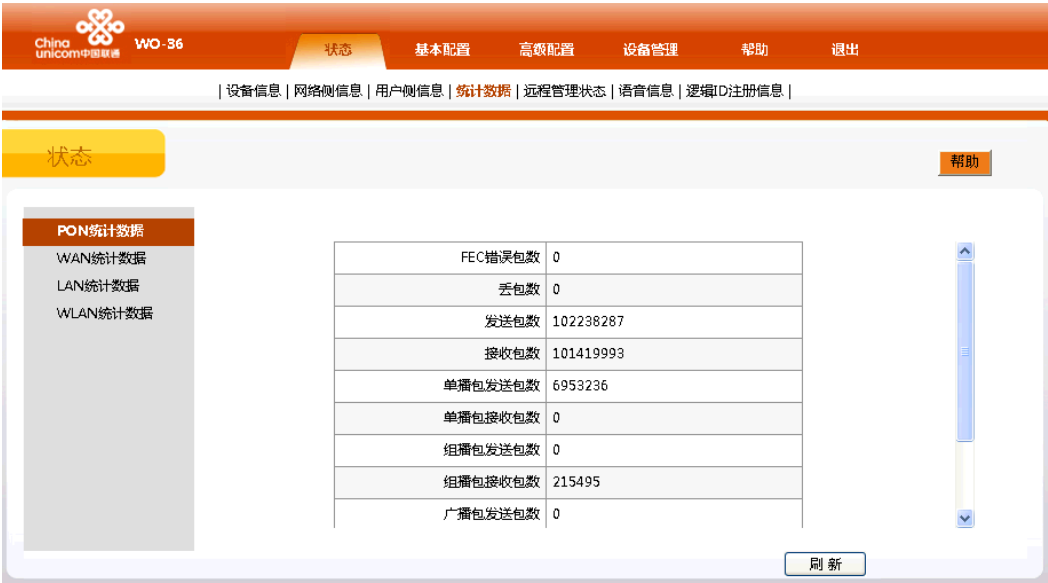 China
unicom中国联通
WO-36
状态 基本配置 高级配置 设备管理 帮助 退出
|设备信息|网络侧信息|用户侧信息|统计数据|远程管理状态|语音信息|逻辑ID注册信息|
状态
帮助
PON统计数据
WAN统计数据
LAN统计数据
WLAN统计数据
FEC错误包数 0
丢包数 0
发送包数 102238287
接收包数 101419993
单播包发送包数 6953236
单播包接收包数 0
组播包发送包数 0
组播包接收包数 215495
广播包发送包数 0
刷新